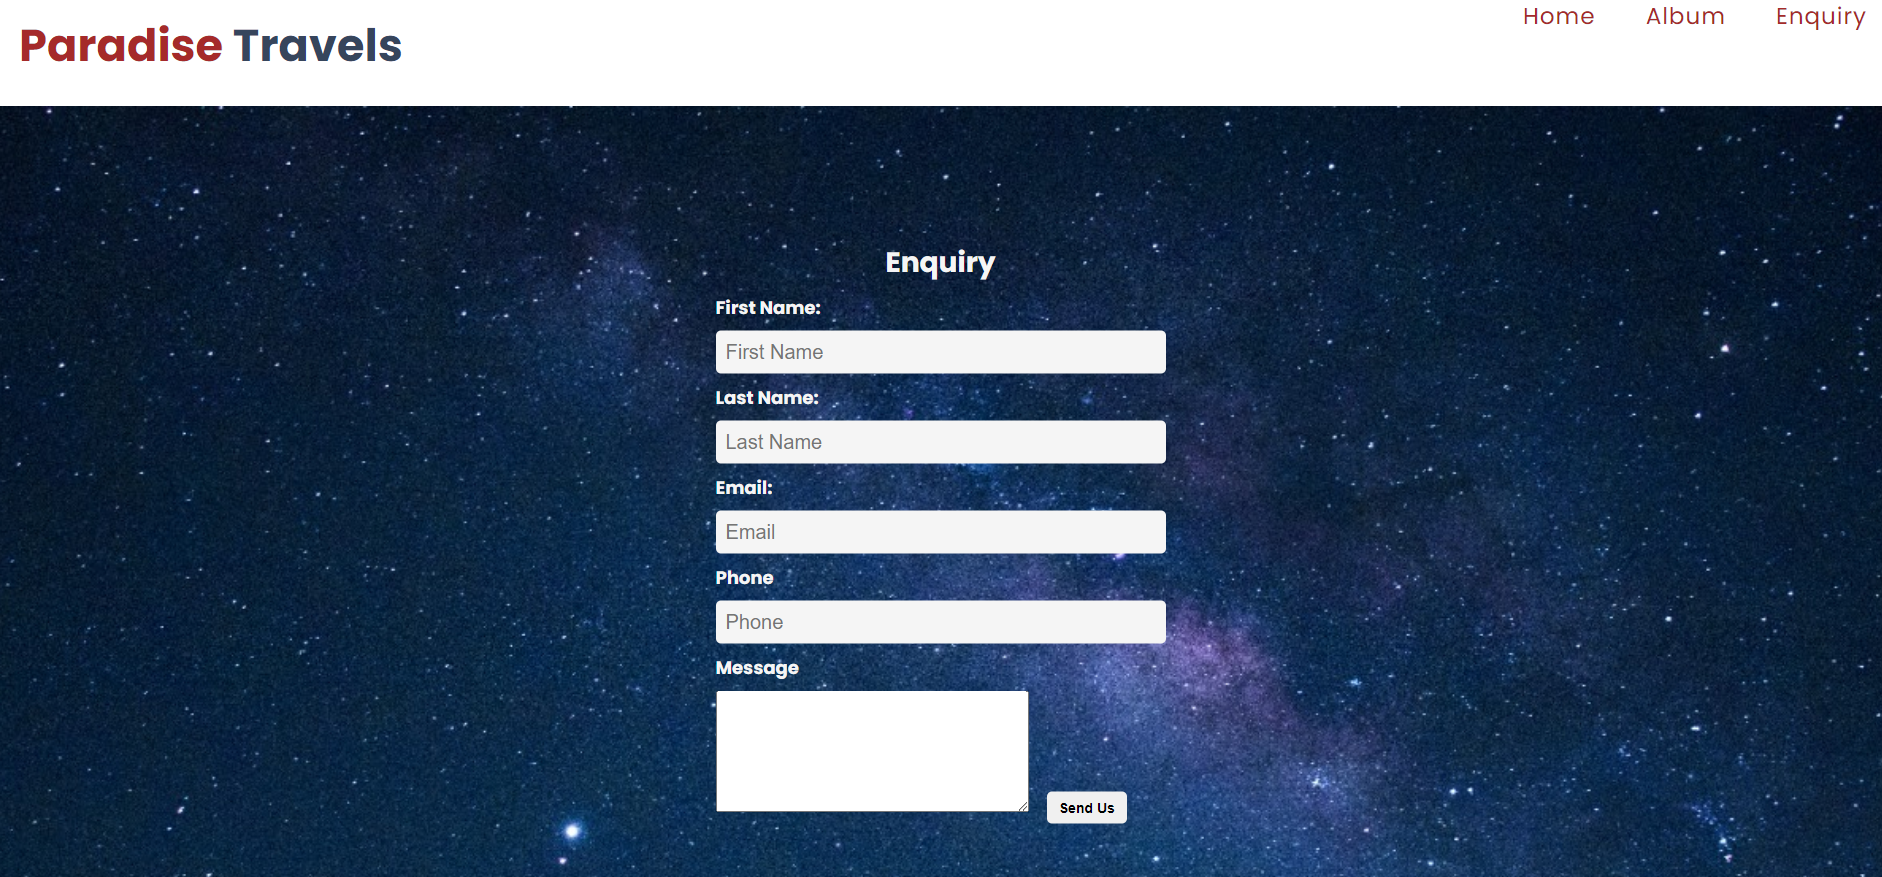 Paradise Travels
Home Album Enquiry
Enquiry
First Name:
First Name
Last Name:
Last Name
Email:
Email
Phone
Phone
Message
Send Us